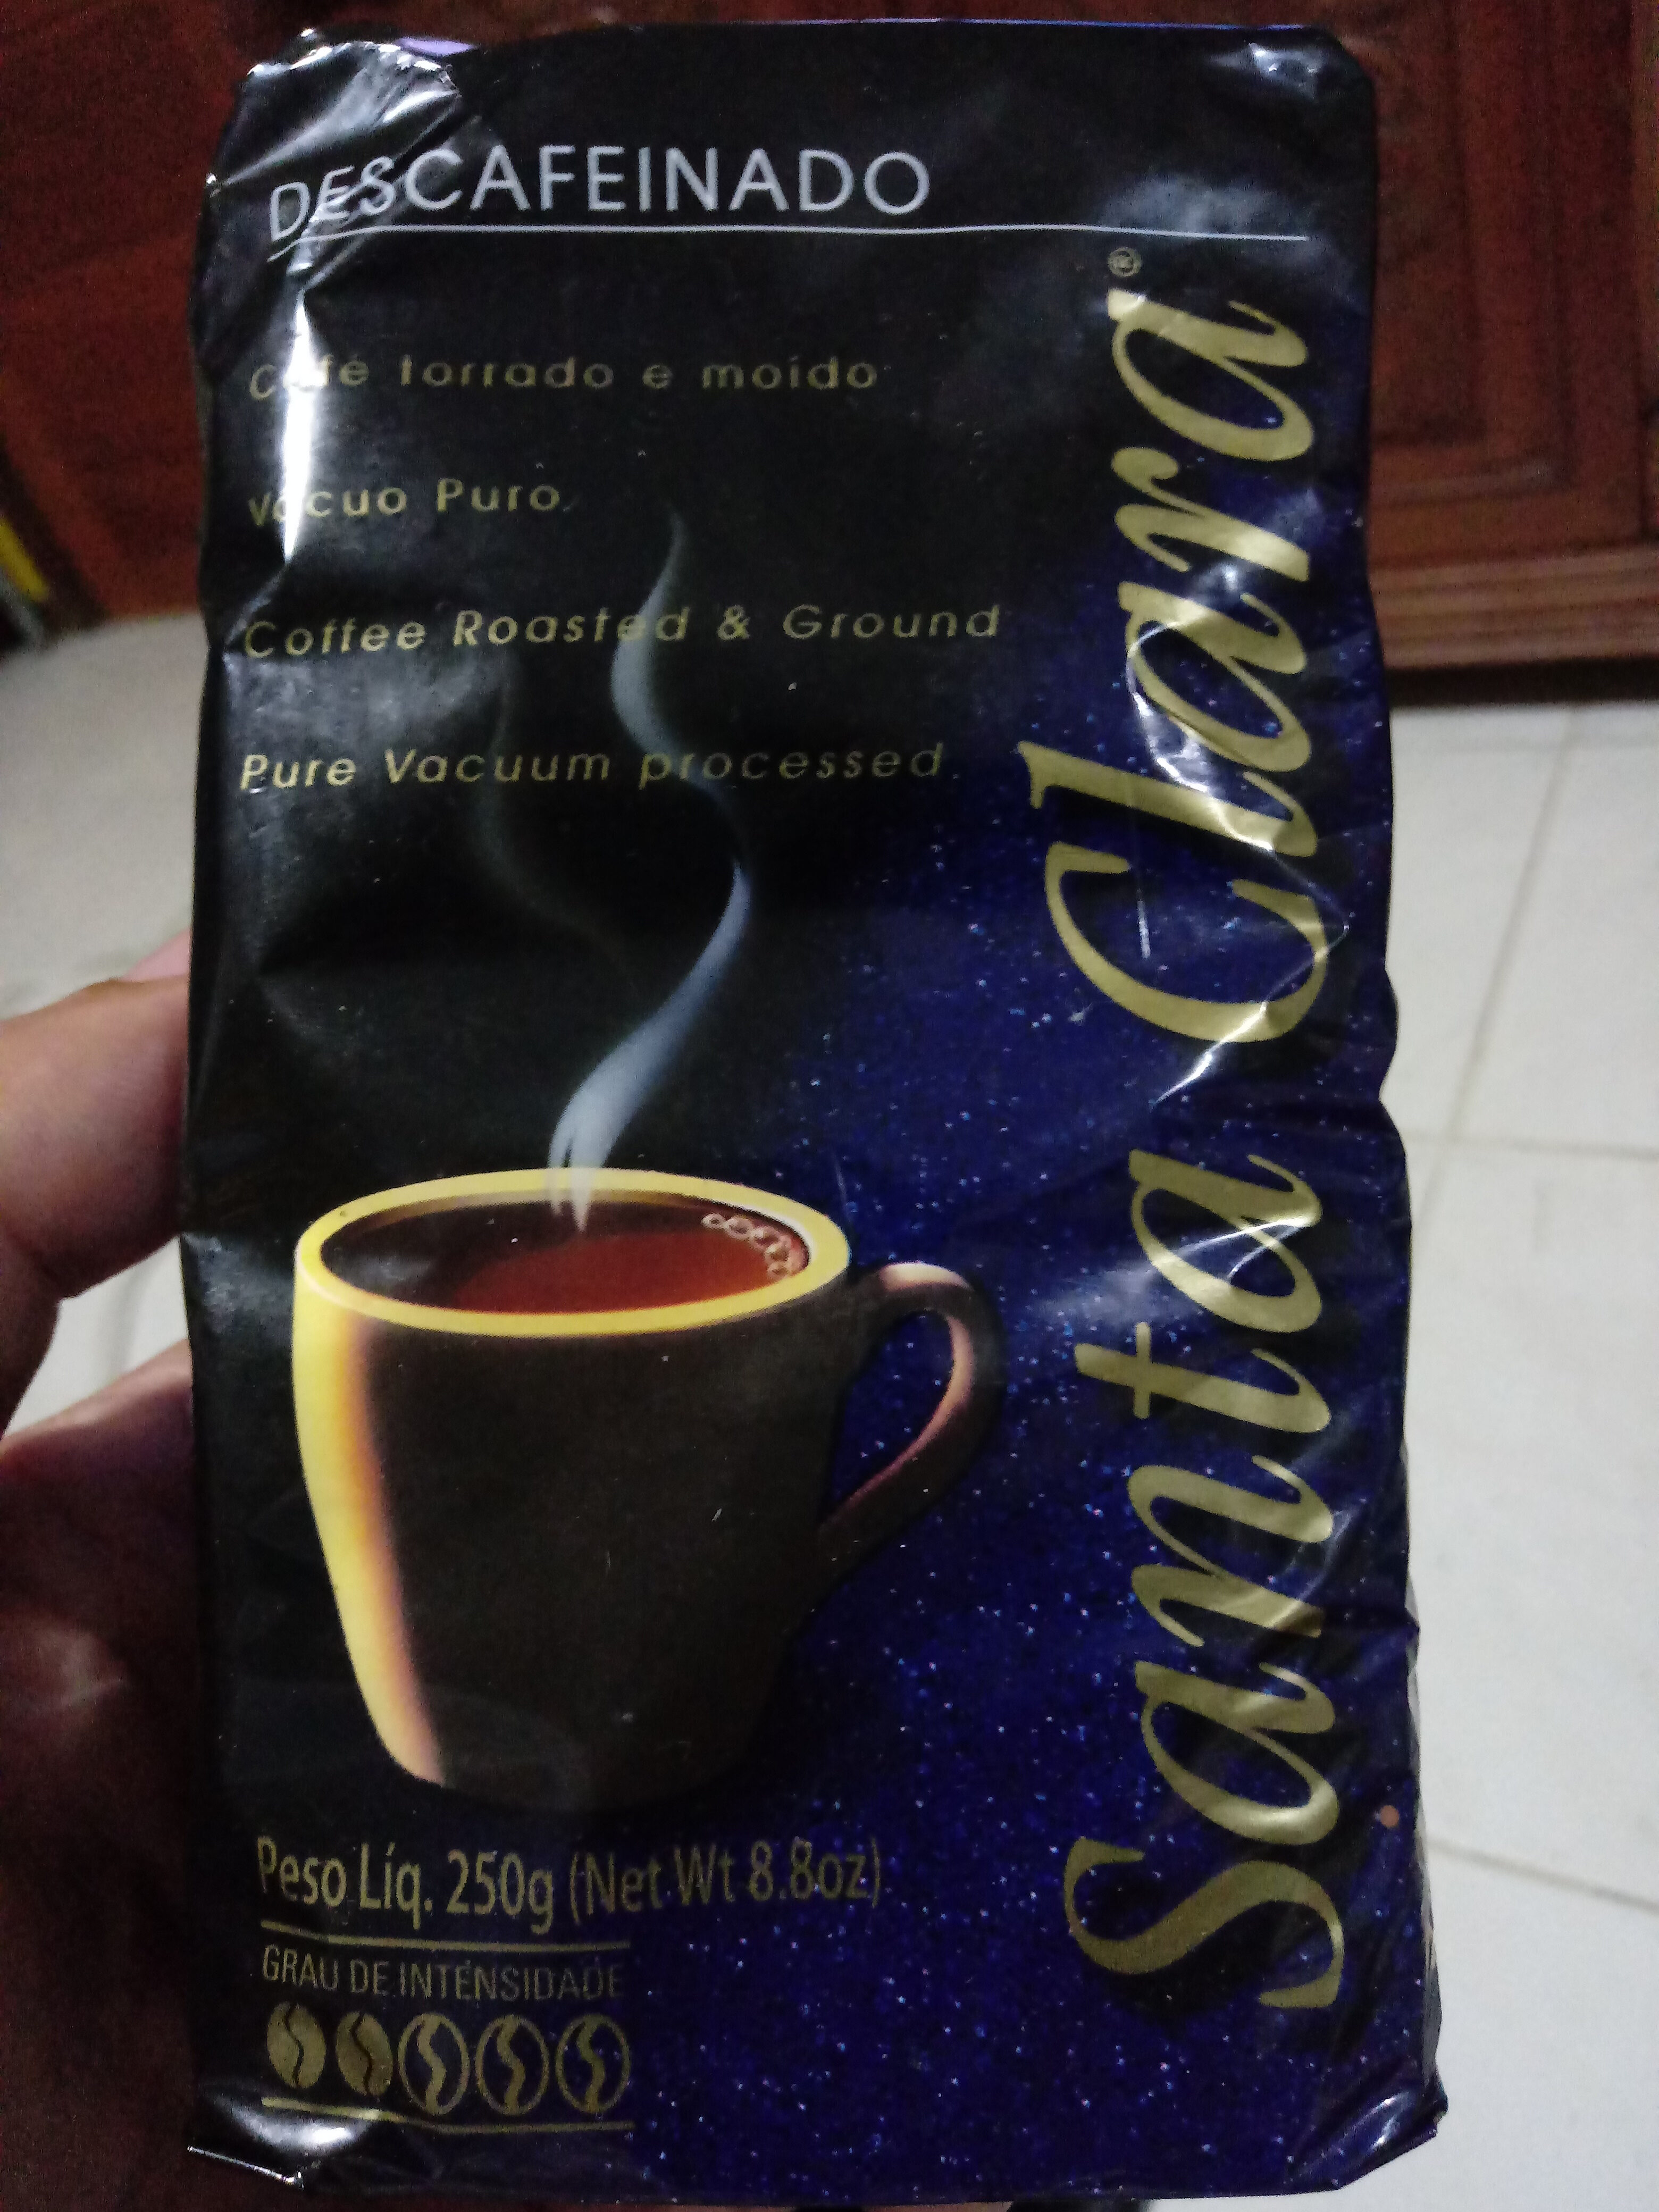 DESCAFEINADO
Café torrado e moído
Vácuo Puro.
Coffee Roasted & Ground
Pure Vacuum processed.
Santa Clara®
Peso Líq. 250g (Net Wt 8.8oz)
GRAU DE INTENSIDADE